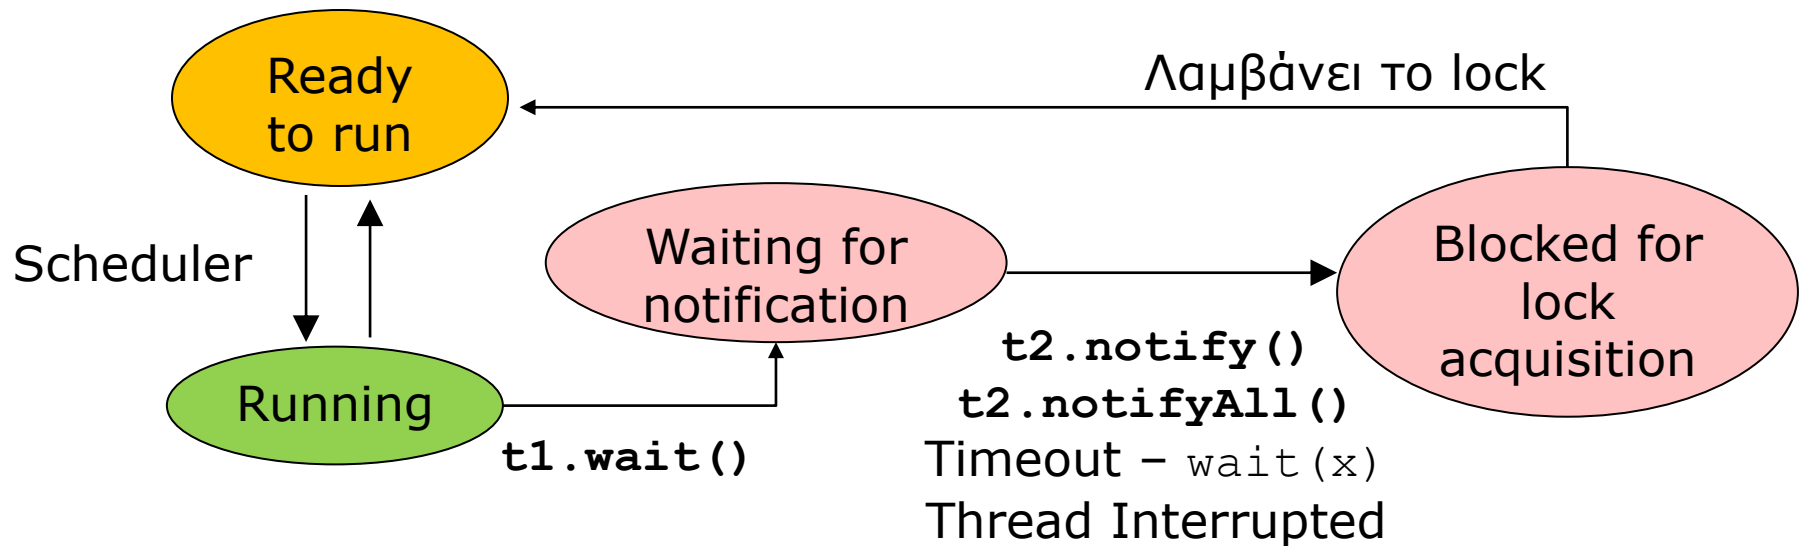 Ready
to run
Λαμβάνει το lock
Scheduler
Waiting for
notification
Blocked for
lock
acquisition
Running
t1.wait()
t2.notify()
t2.notifyAll()
Timeout – wait(x)
Thread Interrupted